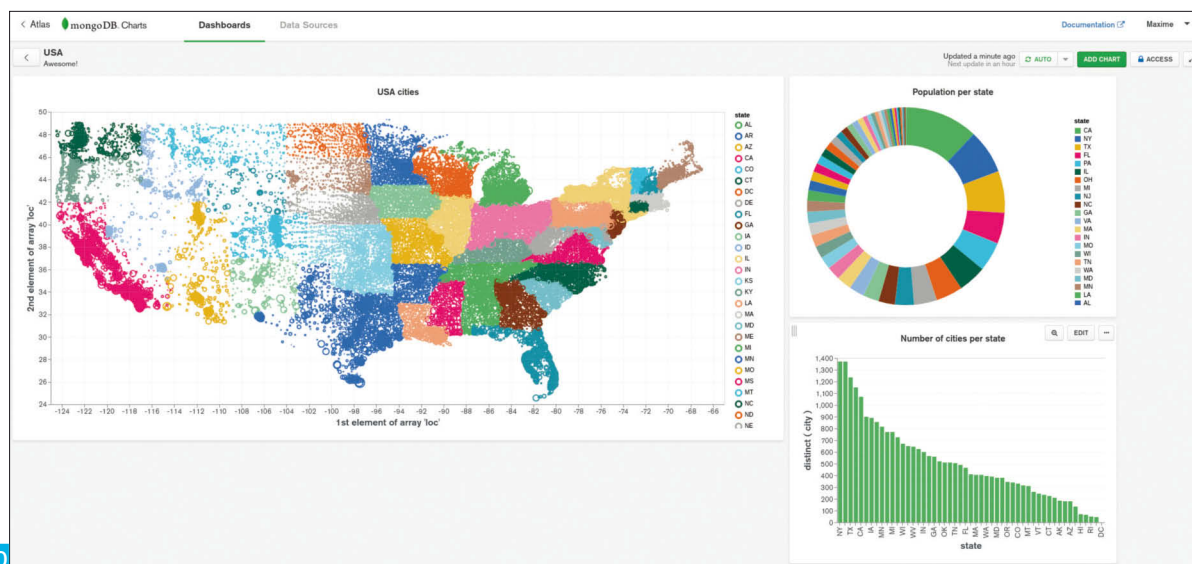 Atlas mongoDB. Charts Dashboards Data Sources Documentation Maxime
USA
Awesome!
Updated a minute ago
Next update in an hour
AUTO ADD CHART ACCESS
USA cities
2nd element of array 'loc'
50
48
46
44
42
40
38
36
34
32
30
28
26
24
-124 -122 -120 -118 -116 -114 -112 -110 -108 -106 -104 -102 -100 -98 -96 -94 -92 -90 -88 -86 -84 -82 -80 -78 -76 -74 -72 -70 -68 -66
1st element of array 'loc'
state
AL
AR
AZ
CA
CO
CT
DC
DE
FL
GA
IA
ID
IL
IN
KS
KY
LA
MA
MD
ME
MI
MN
MO
MS
MT
NC
ND
NE
Population per state
state
CA
NY
TX
FL
PA
IL
OH
MI
NJ
NC
GA
VA
MA
IN
MO
WI
TN
WA
MD
MN
LA
AL
Number of cities per state
EDIT
distinct ( city )
1,400
1,300
1,200
1,100
1,000
900
800
700
600
500
400
300
200
100
0
NY TX CA IA MN MI WI WV IN GA OK TN FL MA WA MD OR CO MT VT CT AK AZ HI RI DC
state